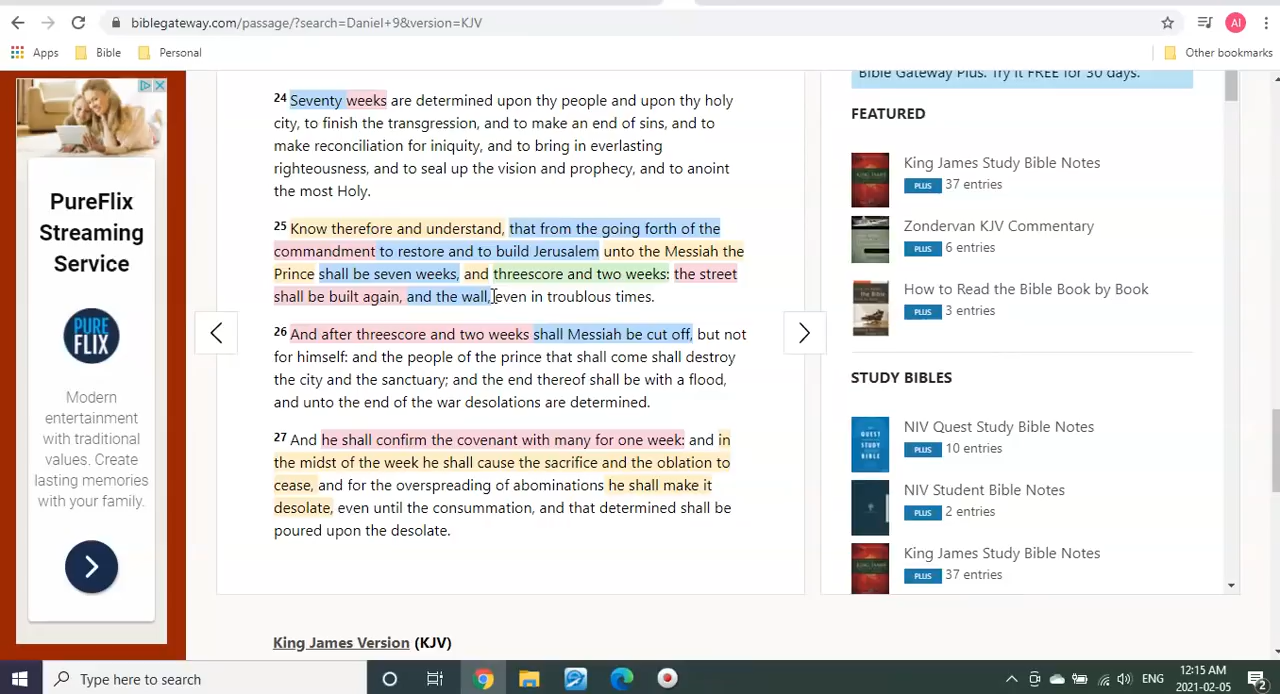 biblegateway.com/passage/?search=Daniel+9&version=KJV
AI
Apps
Bible
Personal
Other bookmarks
PureFlix
Streaming
Service
PURE
FLIX
Modern
entertainment
with traditional
values. Create
lasting memories
with your family.
24 Seventy weeks are determined upon thy people and upon thy holy
city, to finish the transgression, and to make an end of sins, and to
make reconciliation for iniquity, and to bring in everlasting
righteousness, and to seal up the vision and prophecy, and to anoint
the most Holy.
25 Know therefore and understand, that from the going forth of the
commandment to restore and to build Jerusalem unto the Messiah the
Prince shall be seven weeks, and threescore and two weeks: the street
shall be built again, and the wall, even in troublous times.
26 And after threescore and two weeks shall Messiah be cut off, but not
for himself: and the people of the prince that shall come shall destroy
the city and the sanctuary; and the end thereof shall be with a flood,
and unto the end of the war desolations are determined.
27 And he shall confirm the covenant with many for one week: and in
the midst of the week he shall cause the sacrifice and the oblation to
cease, and for the overspreading of abominations he shall make it
desolate, even until the consummation, and that determined shall be
poured upon the desolate.
King James Version (KJV)
Bible Gateway Plus. Try it FREE for 30 days.
FEATURED
King James Study Bible Notes
PLUS 37 entries
Zondervan KJV Commentary
PLUS 6 entries
How to Read the Bible Book by Book
PLUS 3 entries
STUDY BIBLES
QUEST
STUDY
BIBLE
NIV Quest Study Bible Notes
PLUS 10 entries
NIV Student Bible Notes
PLUS 2 entries
King James Study Bible Notes
PLUS 37 entries
Type here to search
ENG
12:15 AM
2021-02-05
2